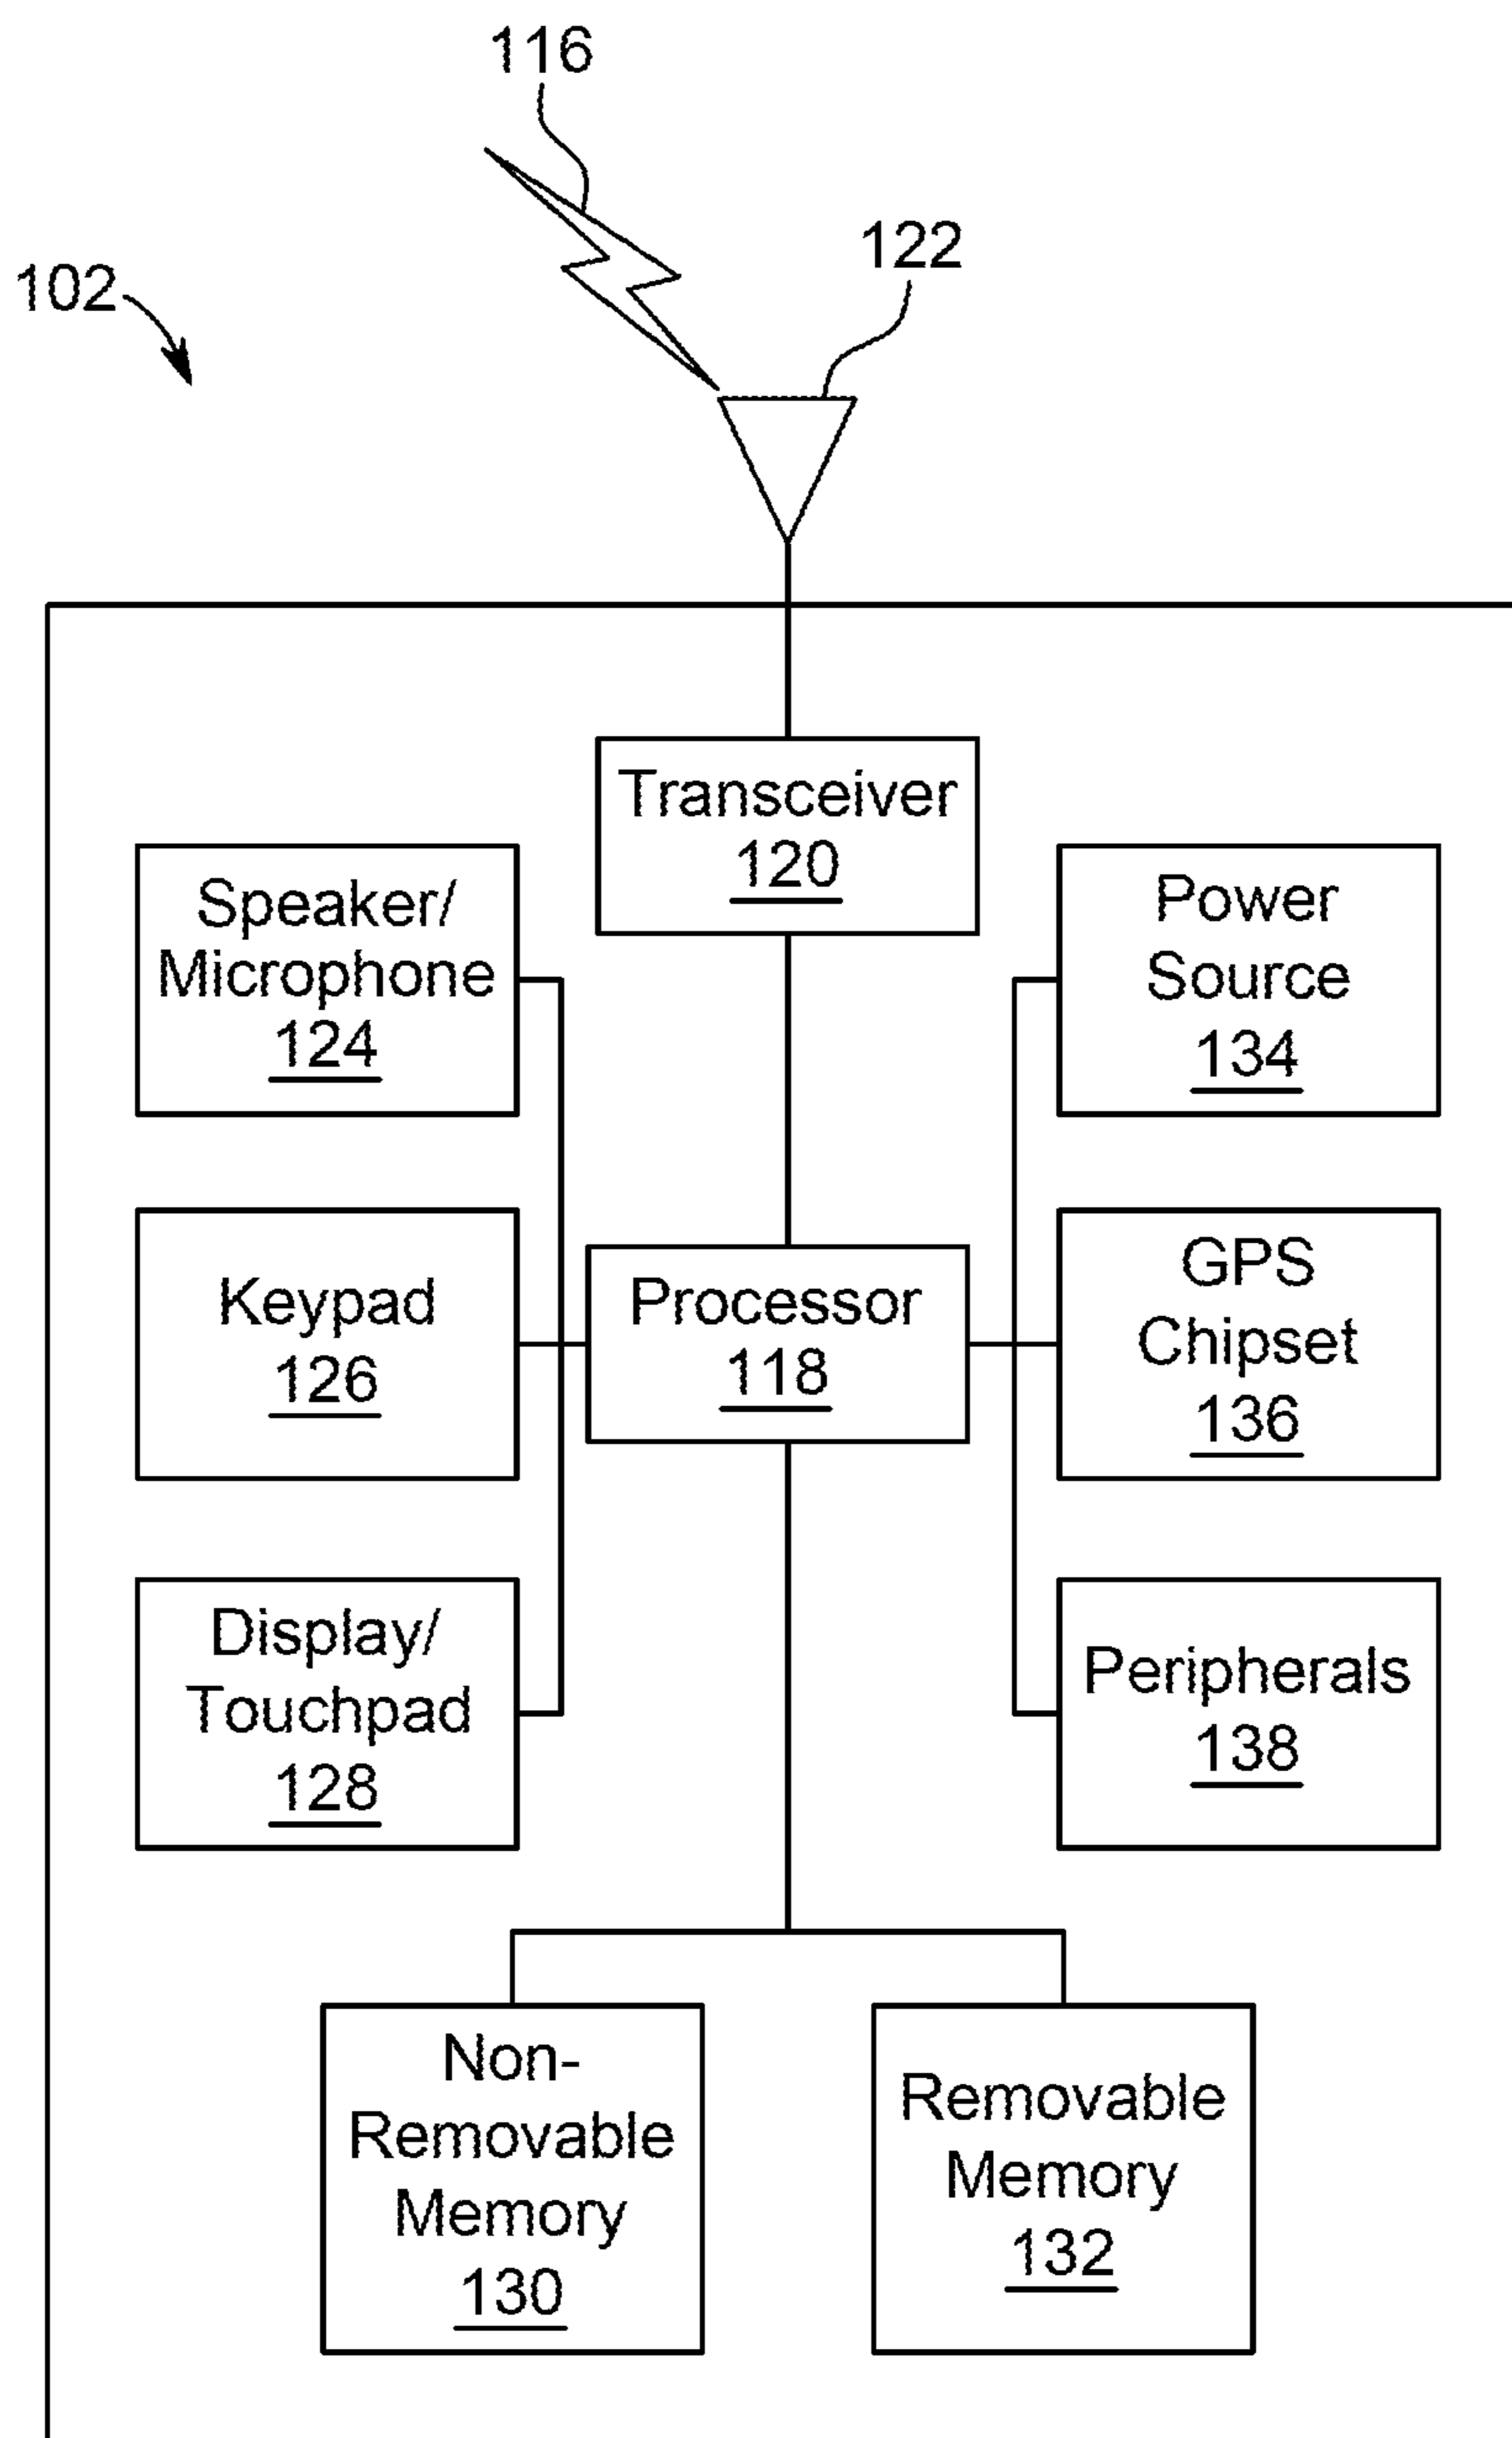 116
122
102
Transceiver
120
Speaker/
Microphone
124
Power
Source
134
Keypad
126
Processor
118
GPS
Chipset
136
Display/
Touchpad
128
Peripherals
138
Non-
Removable
Memory
130
Removable
Memory
132